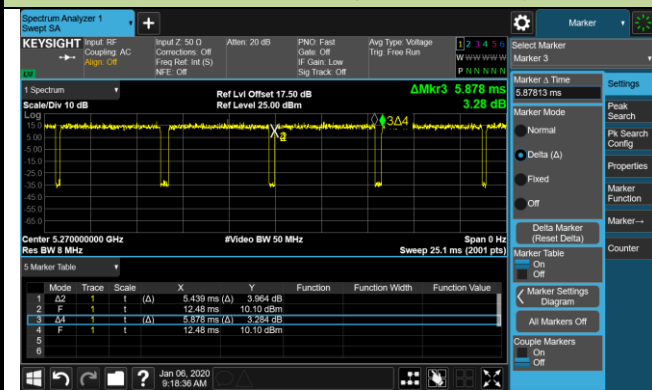 Spectrum Analyzer 1
Swept SA
Marker
KEYSIGHT
Input: RF
Coupling: AC
Align: Off
Input Z: 50 Ω
Corrections: Off
Freq Ref: Int (S)
NFE: Off
Atten: 20 dB
PNO: Fast
Gate: Off
IF Gain: Low
Sig Track: Off
Avg Type: Voltage
Trig: Free Run
1 2 3 4 5 6
W W W W W W
P N N N N N
Select Marker
Marker 3
1 Spectrum
Scale/Div 10 dB
Log
Ref Lvl Offset 17.50 dB
Ref Level 25.00 dBm
ΔMkr3 5.878 ms
3.28 dB
15.0
5.00
-5.00
-15.0
-25.0
-35.0
-45.0
-55.0
-65.0
3Δ4
Center 5.270000000 GHz
Res BW 8 MHz
#Video BW 50 MHz
Span 0 Hz
Sweep 25.1 ms (2001 pts)
5 Marker Table
Mode Trace Scale X Y Function Function Width Function Value
1 Δ2 1 t (Δ) 5.439 ms (Δ) 3.964 dB
2 F 1 t 12.48 ms 10.10 dBm
3 Δ4 1 t (Δ) 5.878 ms (Δ) 3.284 dB
4 F 1 t 12.48 ms 10.10 dBm
5
6
Marker Δ Time
5.87813 ms
Marker Mode
Normal
Delta (Δ)
Fixed
Off
Delta Marker
(Reset Delta)
Marker Table
On
Off
Marker Settings
Diagram
All Markers Off
Couple Markers
On
Off
Settings
Peak
Search
Pk Search
Config
Properties
Marker
Function
Marker→
Counter
Jan 06, 2020
9:18:36 AM